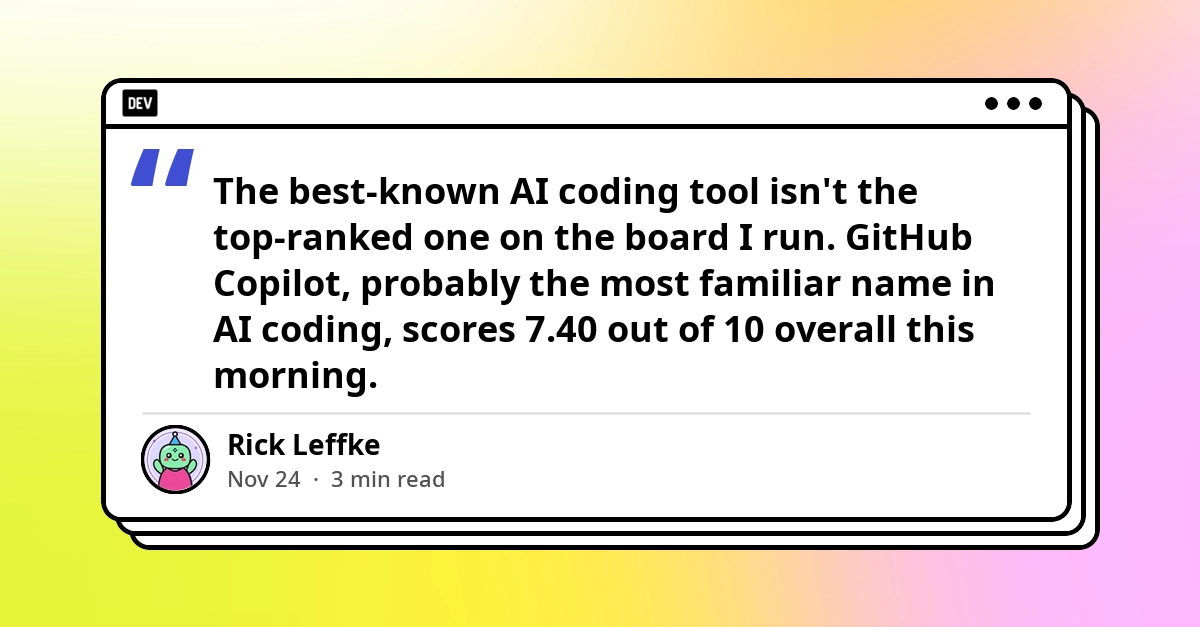 DEV
“
The best-known AI coding tool isn't the
top-ranked one on the board I run. GitHub
Copilot, probably the most familiar name in
AI coding, scores 7.40 out of 10 overall this
morning.
Rick Leffke
Nov 24 · 3 min read